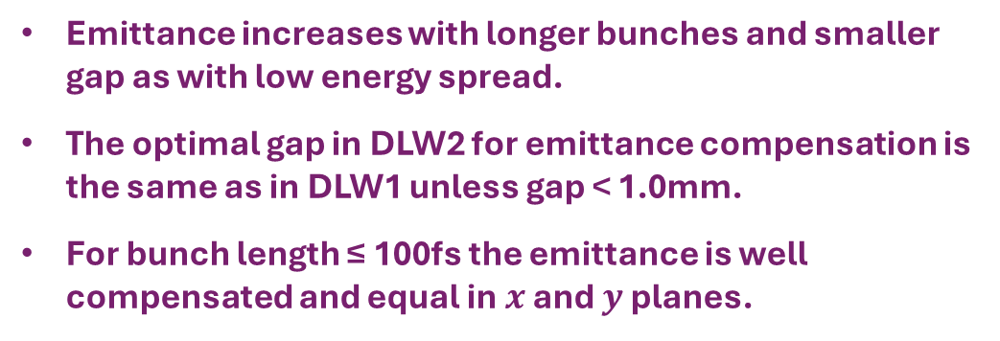 • Emittance increases with longer bunches and smaller
gap as with low energy spread.
• The optimal gap in DLW2 for emittance compensation is
the same as in DLW1 unless gap < 1.0mm.
• For bunch length ≤ 100fs the emittance is well
compensated and equal in x and y planes.